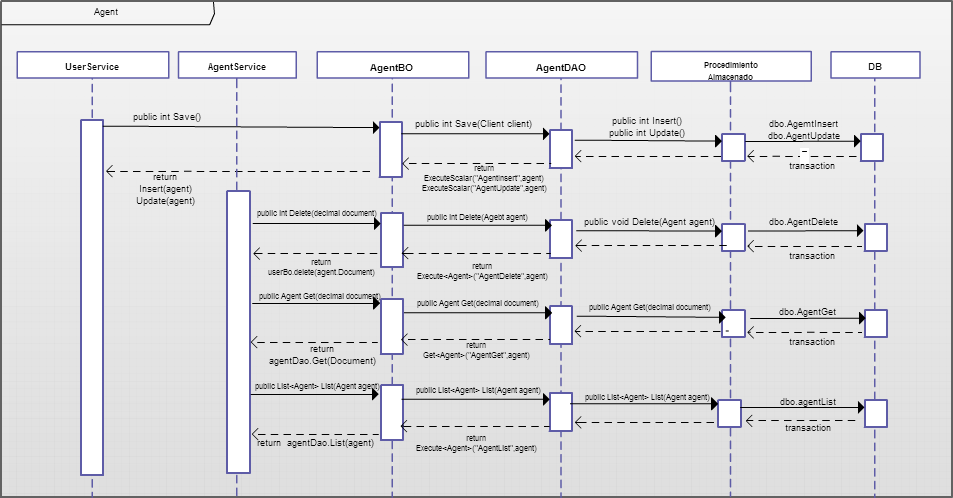 Agent
UserService
AgentService
AgentBO
AgentDAO
Procedimiento
Almacenado
DB
public int Save()
public int Save(Client client)
public int Insert()
public int Update()
dbo.AgemtInsert
dbo.AgentUpdate
transaction
return
ExecuteScalar("AgentInsert",agent)
ExecuteScalar("AgentUpdate",agent)
return
Insert(agent)
Update(agent)
public int Delete(decimal document)
public int Delete(Agebt agent)
public void Delete(Agent agent)
dbo.AgentDelete
transaction
return
userBo.delete(agent.Document)
return
Execute<Agent>("AgentDelete",agent)
public Agent Get(decimal document)
public Agent Get(decimal document)
public Agent Get(decimal document)
dbo.AgentGet
transaction
return
agentDao.Get(Document)
return
Get<Agent>("AgentGet",agent)
public List<Agent> List(Agent agent)
public List<Agent> List(Agent agent)
public List<Agent> List(Agent agent)
dbo.agentList
transaction
return agentDao.List(agent)
return
Execute<Agent>("AgentList",agent)